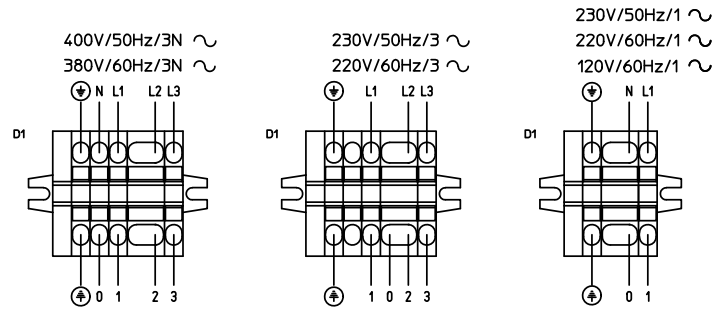 400V/50Hz/3N
380V/60Hz/3N
N L1 L2 L3
D1
0 1 2 3
230V/50Hz/3
220V/60Hz/3
L1 L2 L3
D1
1 0 2 3
230V/50Hz/1
220V/60Hz/1
120V/60Hz/1
N L1
D1
0 1